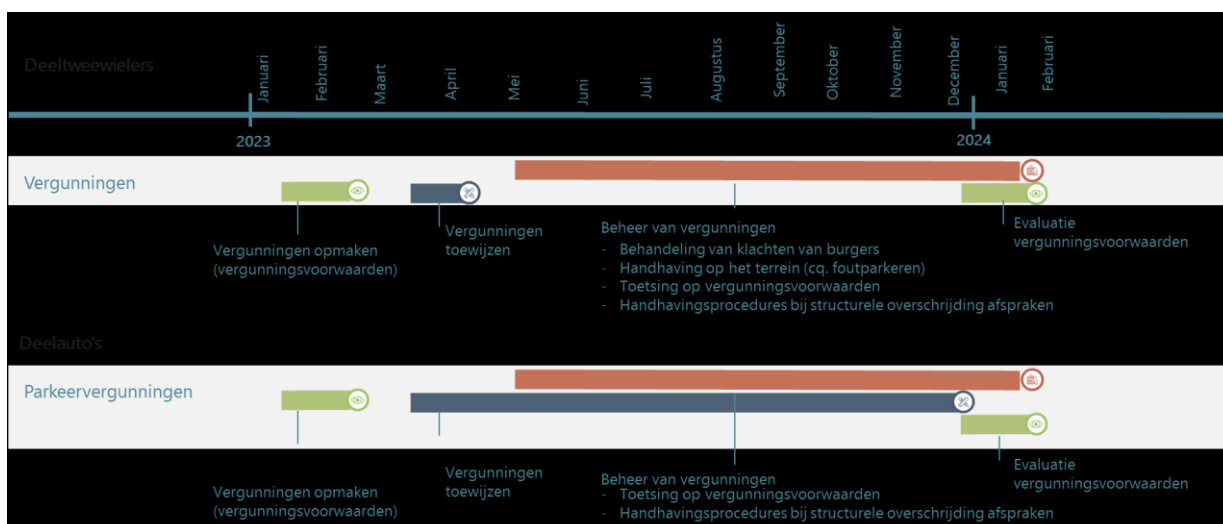 Deeltweewielers
Januari
Februari
Maart
April
Mei
Juni
Juli
Augustus
September
Oktober
November
December
Januari
Februari
2023
2024
Vergunningen
Vergunningen opmaken
(vergunningsvoorwaarden)
Vergunningen
toewijzen
Beheer van vergunningen
- Behandeling van klachten van burgers
- Handhaving op het terrein (cq. foutparkeren)
- Toetsing op vergunningsvoorwaarden
- Handhavingsprocedures bij structurele overschrijding afspraken
Evaluatie
vergunningsvoorwaarden
Deelauto's
Parkeervergunningen
Vergunningen opmaken
(vergunningsvoorwaarden)
Vergunningen
toewijzen
Beheer van vergunningen
- Toetsing op vergunningsvoorwaarden
- Handhavingsprocedures bij structurele overschrijding afspraken
Evaluatie
vergunningsvoorwaarden